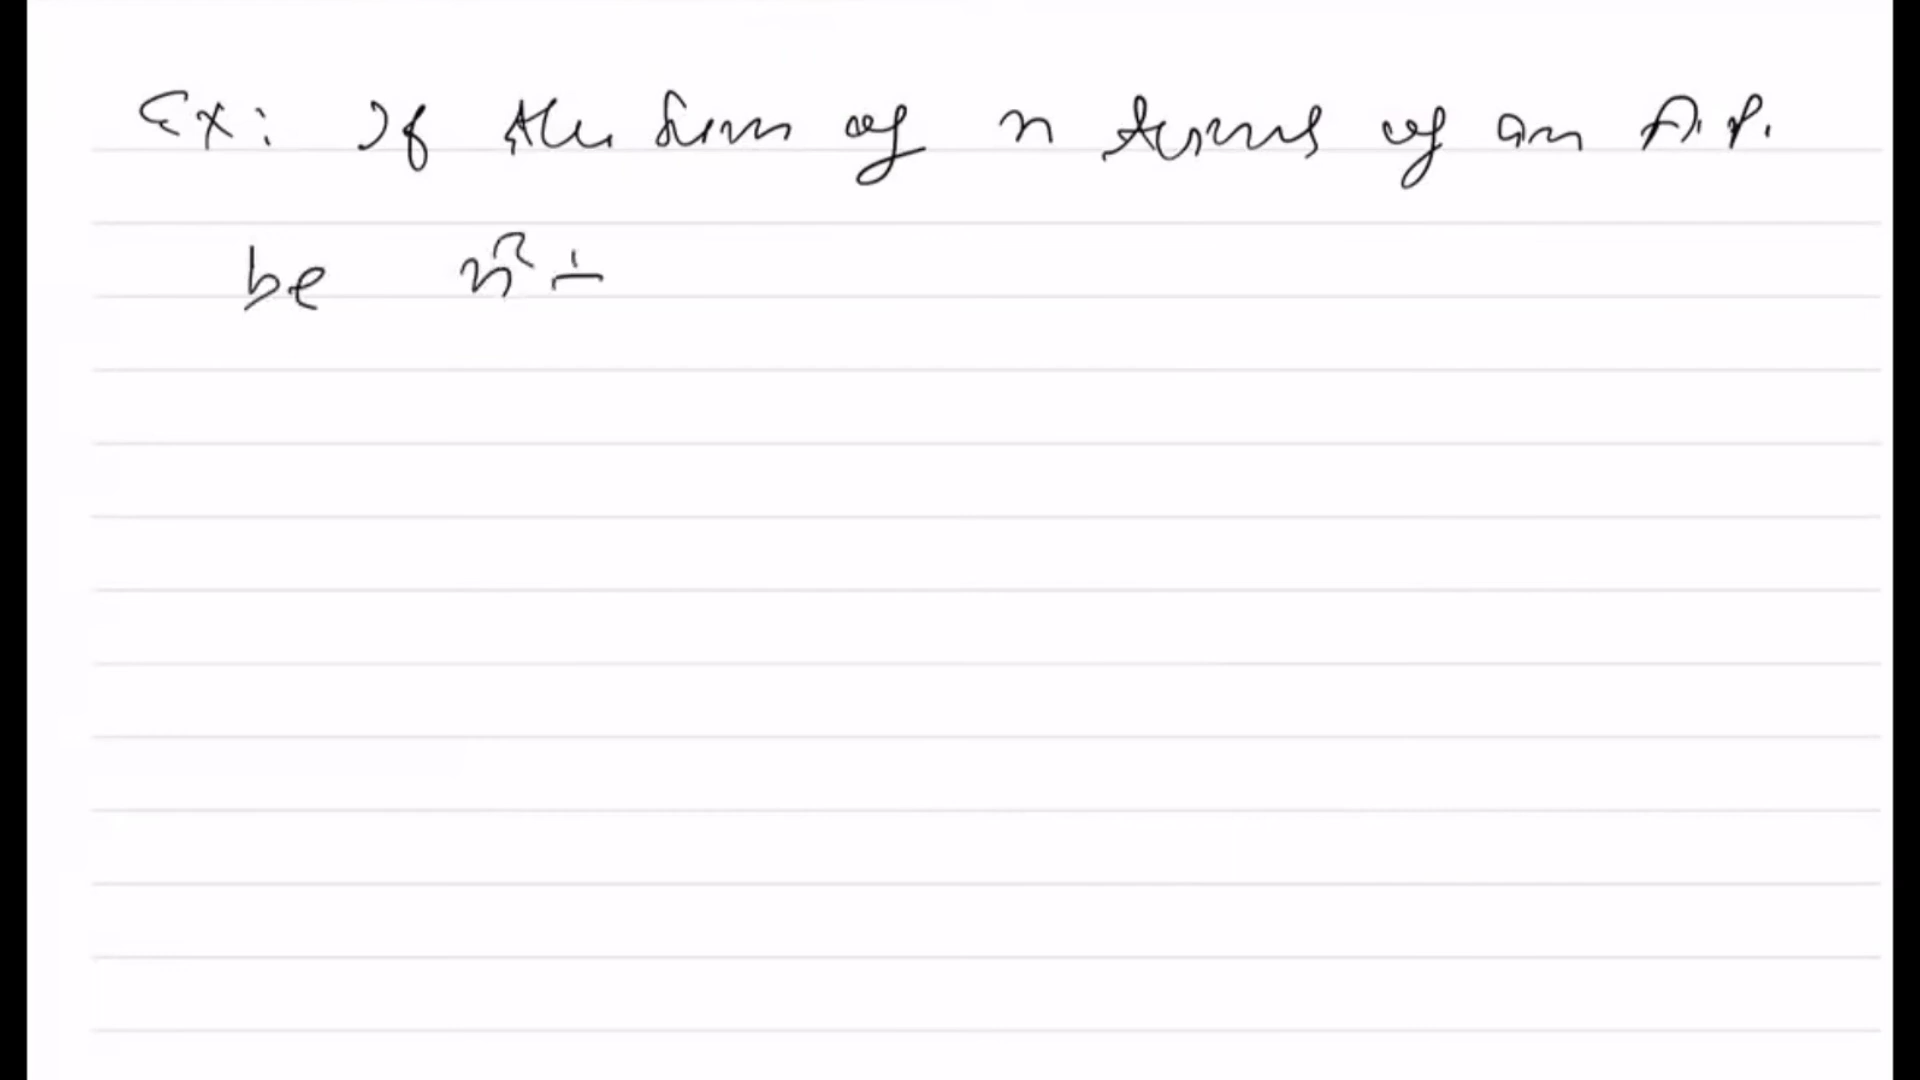 Ex: If the sum of n terms of an A.P.
be n² +